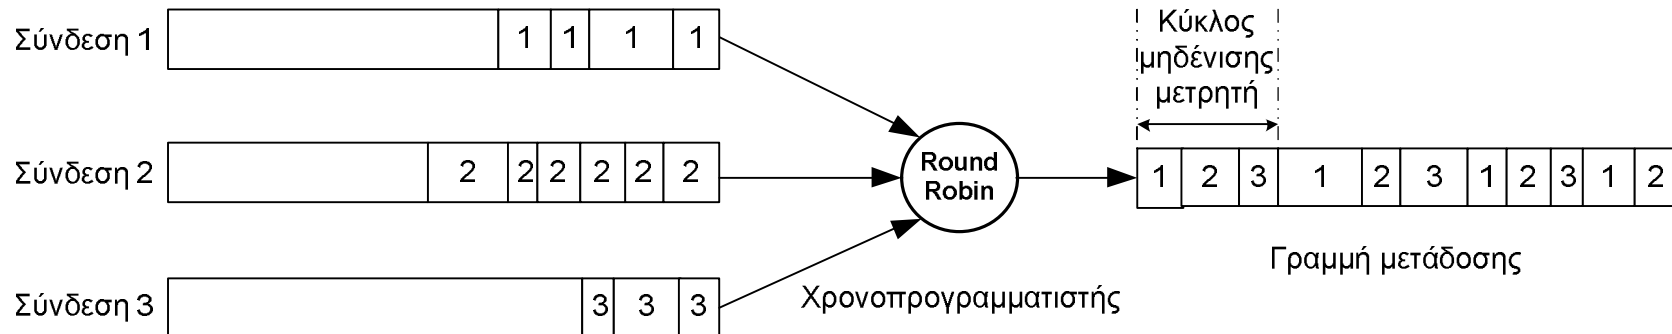 Σύνδεση 1
1 1 1 1
Σύνδεση 2
2 2 2 2 2 2
Σύνδεση 3
3 3 3
Round
Robin
Χρονοπρογραμματιστής
Κύκλος
μηδένισης
μετρητή
1 2 3 1 2 3 1 2 3 1 2
Γραμμή μετάδοσης